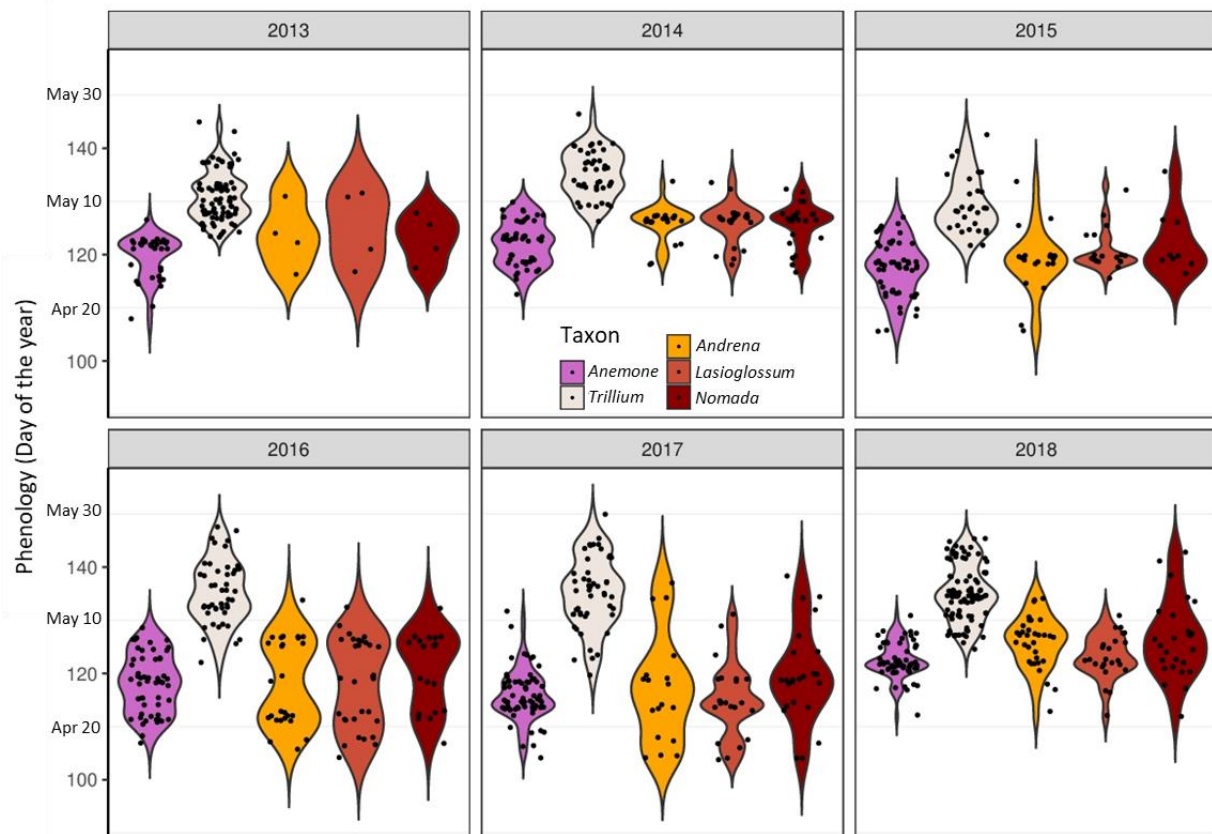 2013
2014
2015
May 30
140
May 10
120
Apr 20
100
Taxon
Anemone
Trillium
Andrena
Lasioglossum
Nomada
Phenology (Day of the year)
2016
2017
2018
May 30
140
May 10
120
Apr 20
100